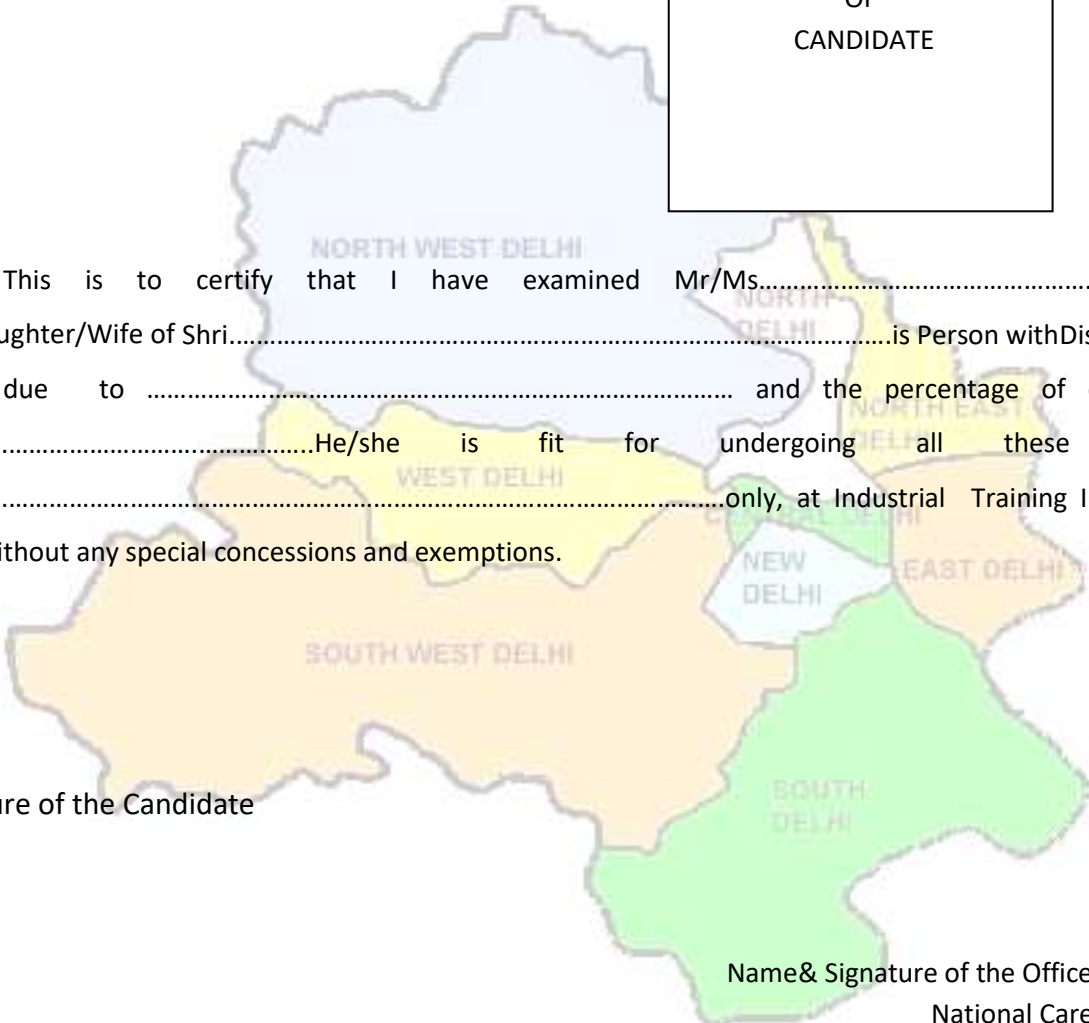 CANDIDATE
NORTH WEST DELHI
This is to certify that I have examined Mr/Ms……………………………………
NORTH
DELHI
ughter/Wife of Shri…………………………………………………………………………….is Person withDis
due to ……………………………………………………………… and the percentage of
NORTH EAST
DELHI
……………………………….He/she is fit for undergoing all these
WEST DELHI
…………………………………………………………………………….only, at Industrial Training I
ithout any special concessions and exemptions.
NEW
DELHI
EAST DELHI
SOUTH WEST DELHI
SOUTH
DELHI
ure of the Candidate
Name& Signature of the Office
National Care